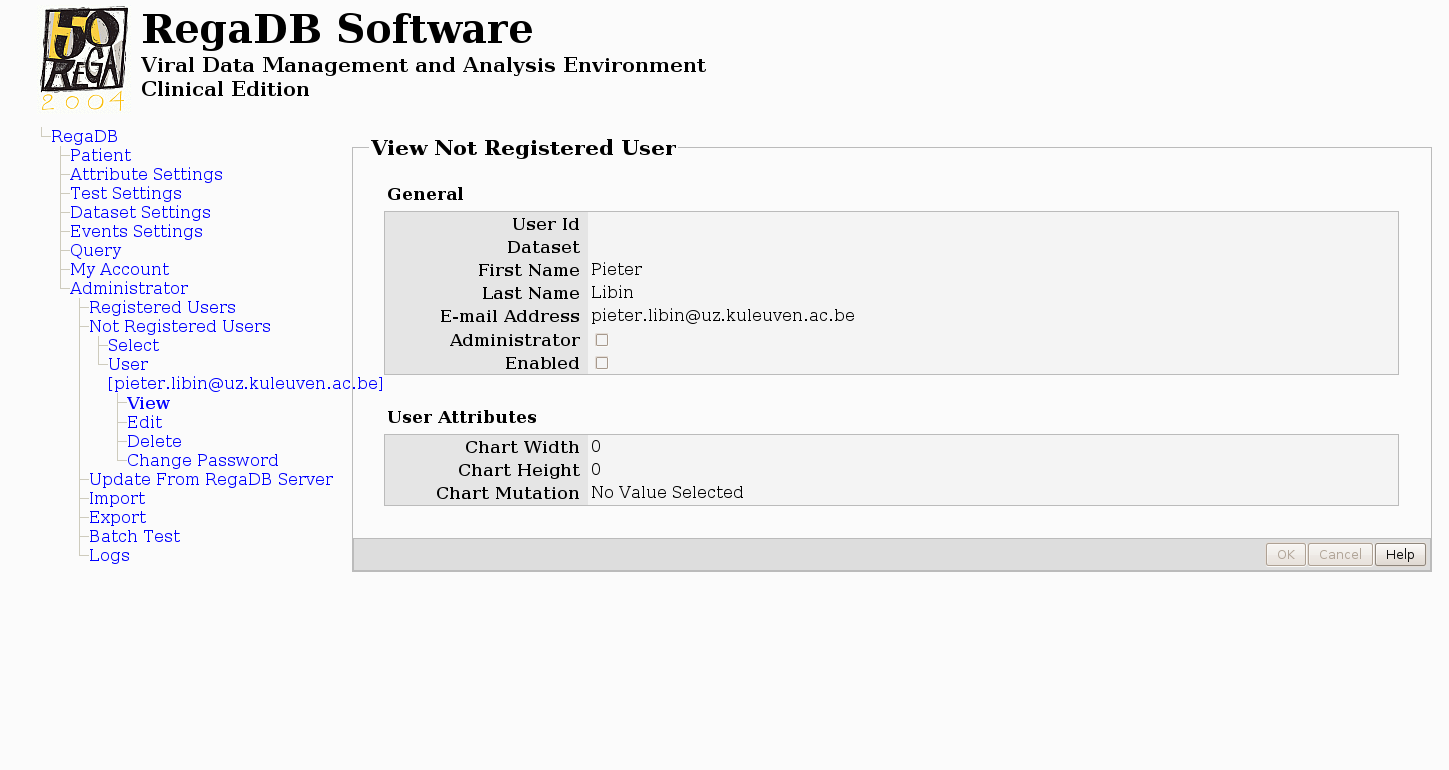 50
REGA
2004
RegaDB Software
Viral Data Management and Analysis Environment
Clinical Edition
RegaDB
Patient
Attribute Settings
Test Settings
Dataset Settings
Events Settings
Query
My Account
Administrator
Registered Users
Not Registered Users
Select
User
[pieter.libin@uz.kuleuven.ac.be]
View
Edit
Delete
Change Password
Update From RegaDB Server
Import
Export
Batch Test
Logs
View Not Registered User
General
User Id
Dataset
First Name Pieter
Last Name Libin
E-mail Address pieter.libin@uz.kuleuven.ac.be
Administrator
Enabled
User Attributes
Chart Width 0
Chart Height 0
Chart Mutation No Value Selected
OK Cancel Help